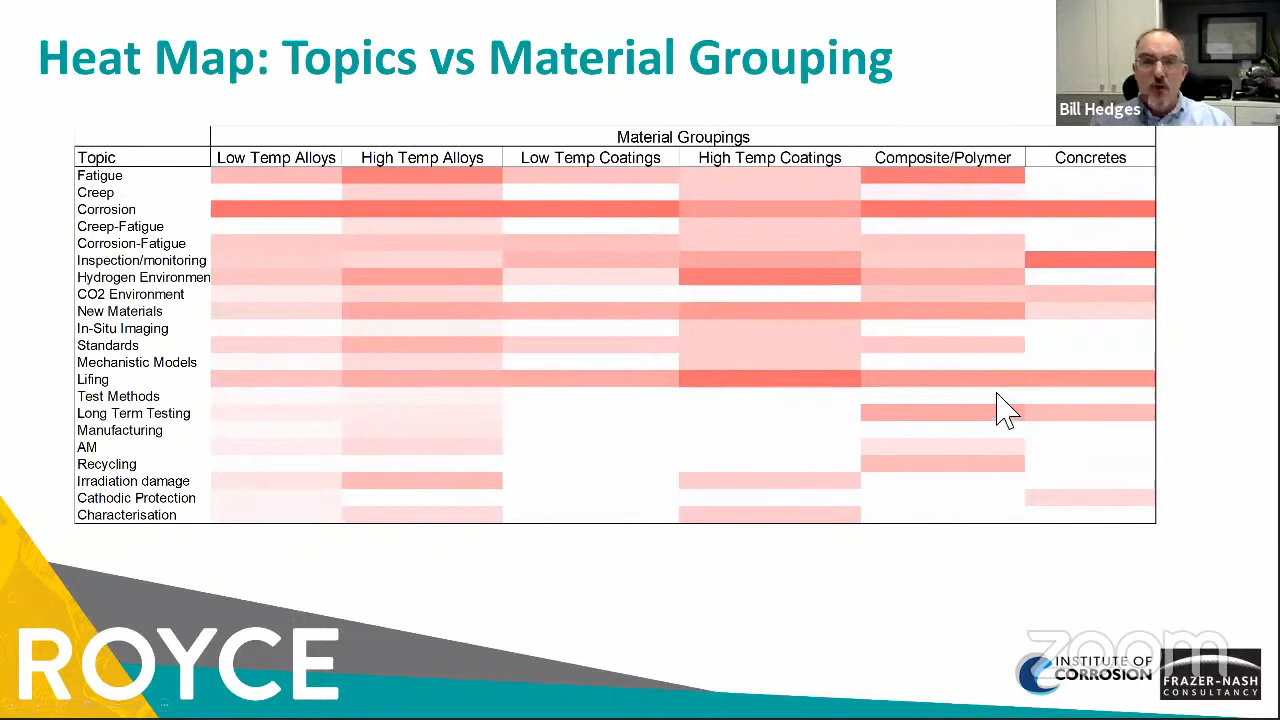 Heat Map: Topics vs Material Grouping
Bill Hedges
Material Groupings
Topic Low Temp Alloys High Temp Alloys Low Temp Coatings High Temp Coatings Composite/Polymer Concretes
Fatigue
Creep
Corrosion
Creep-Fatigue
Corrosion-Fatigue
Inspection/monitoring
Hydrogen Environmen
CO2 Environment
New Materials
In-Situ Imaging
Standards
Mechanistic Models
Lifing
Test Methods
Long Term Testing
Manufacturing
AM
Recycling
Irradiation damage
Cathodic Protection
Characterisation
ROYCE
zoom
INSTITUTE OF
CORROSION
FRAZER-NASH
CONSULTANCY